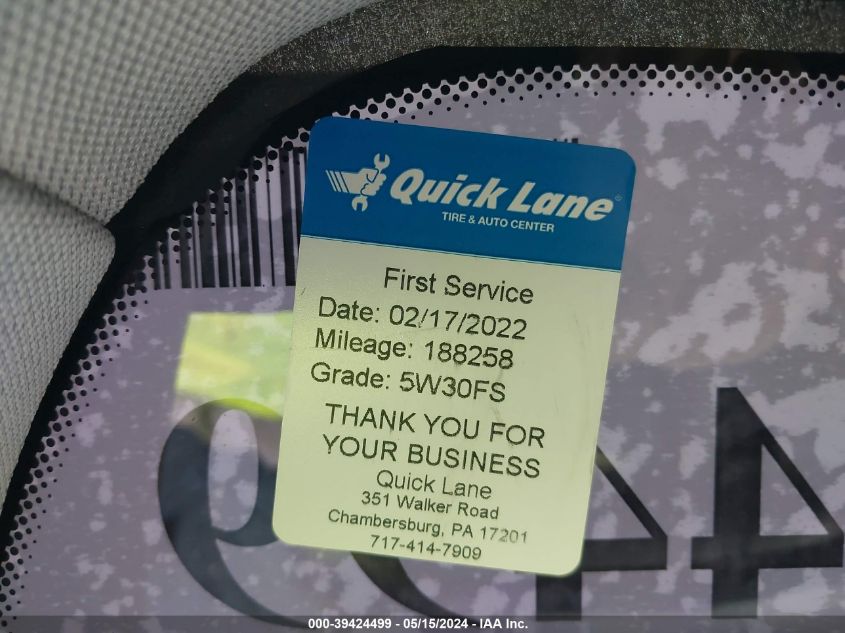 Quick Lane
TIRE & AUTO CENTER
First Service
Date: 02/17/2022
Mileage: 188258
Grade: 5W30FS
THANK YOU FOR
YOUR BUSINESS
Quick Lane
351 Walker Road
Chambersburg, PA 17201
717-414-7909
000-39424499 - 05/15/2024 - IAA Inc.